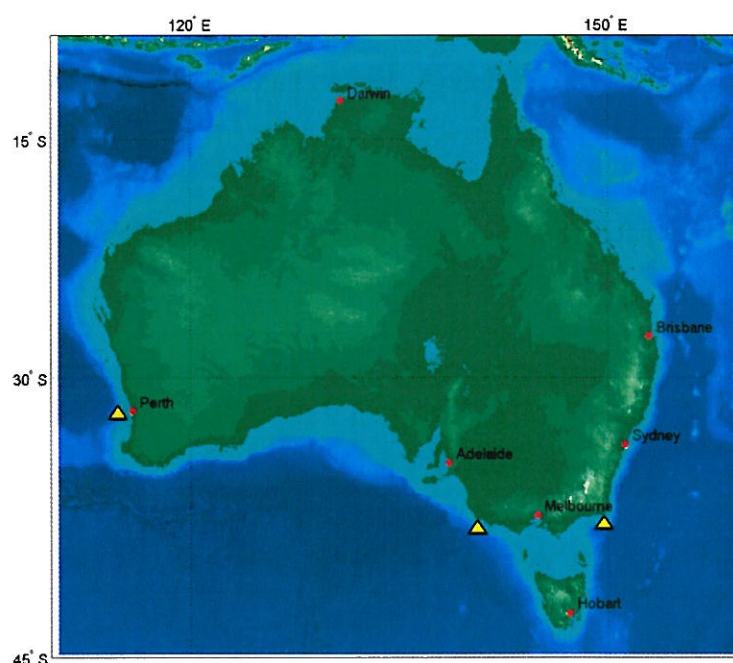 120° E
150° E
Darwin
15° S
Brisbane
30° S
Perth
Sydney
Adelaide
Melbourne
Hobart
45° S